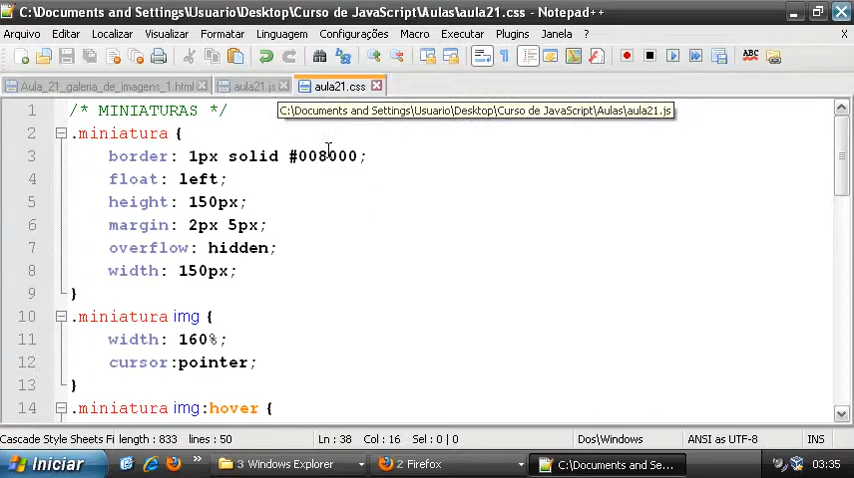 C:\Documents and Settings\Usuario\Desktop\Curso de JavaScript\Aulas\aula21.css - Notepad++
Arquivo Editar Localizar Visualizar Formatar Linguagem Configurações Macro Executar Plugins Janela ? X
Aula_21_galeria_de_imagens_1.html aula21.js aula21.css
C:\Documents and Settings\Usuario\Desktop\Curso de JavaScript\Aulas\aula21.js
1 /* MINIATURAS */
2 .miniatura {
3 border: 1px solid #008000;
4 float: left;
5 height: 150px;
6 margin: 2px 5px;
7 overflow: hidden;
8 width: 150px;
9 }
10 .miniatura img {
11 width: 160%;
12 cursor:pointer;
13 }
14 .miniatura img:hover {
Cascade Style Sheets Fi length : 833 lines : 50 Ln : 38 Col : 16 Sel : 0 | 0 Dos\Windows ANSI as UTF-8 INS
Iniciar 3 Windows Explorer 2 Firefox C:\Documents and Se... 03:35